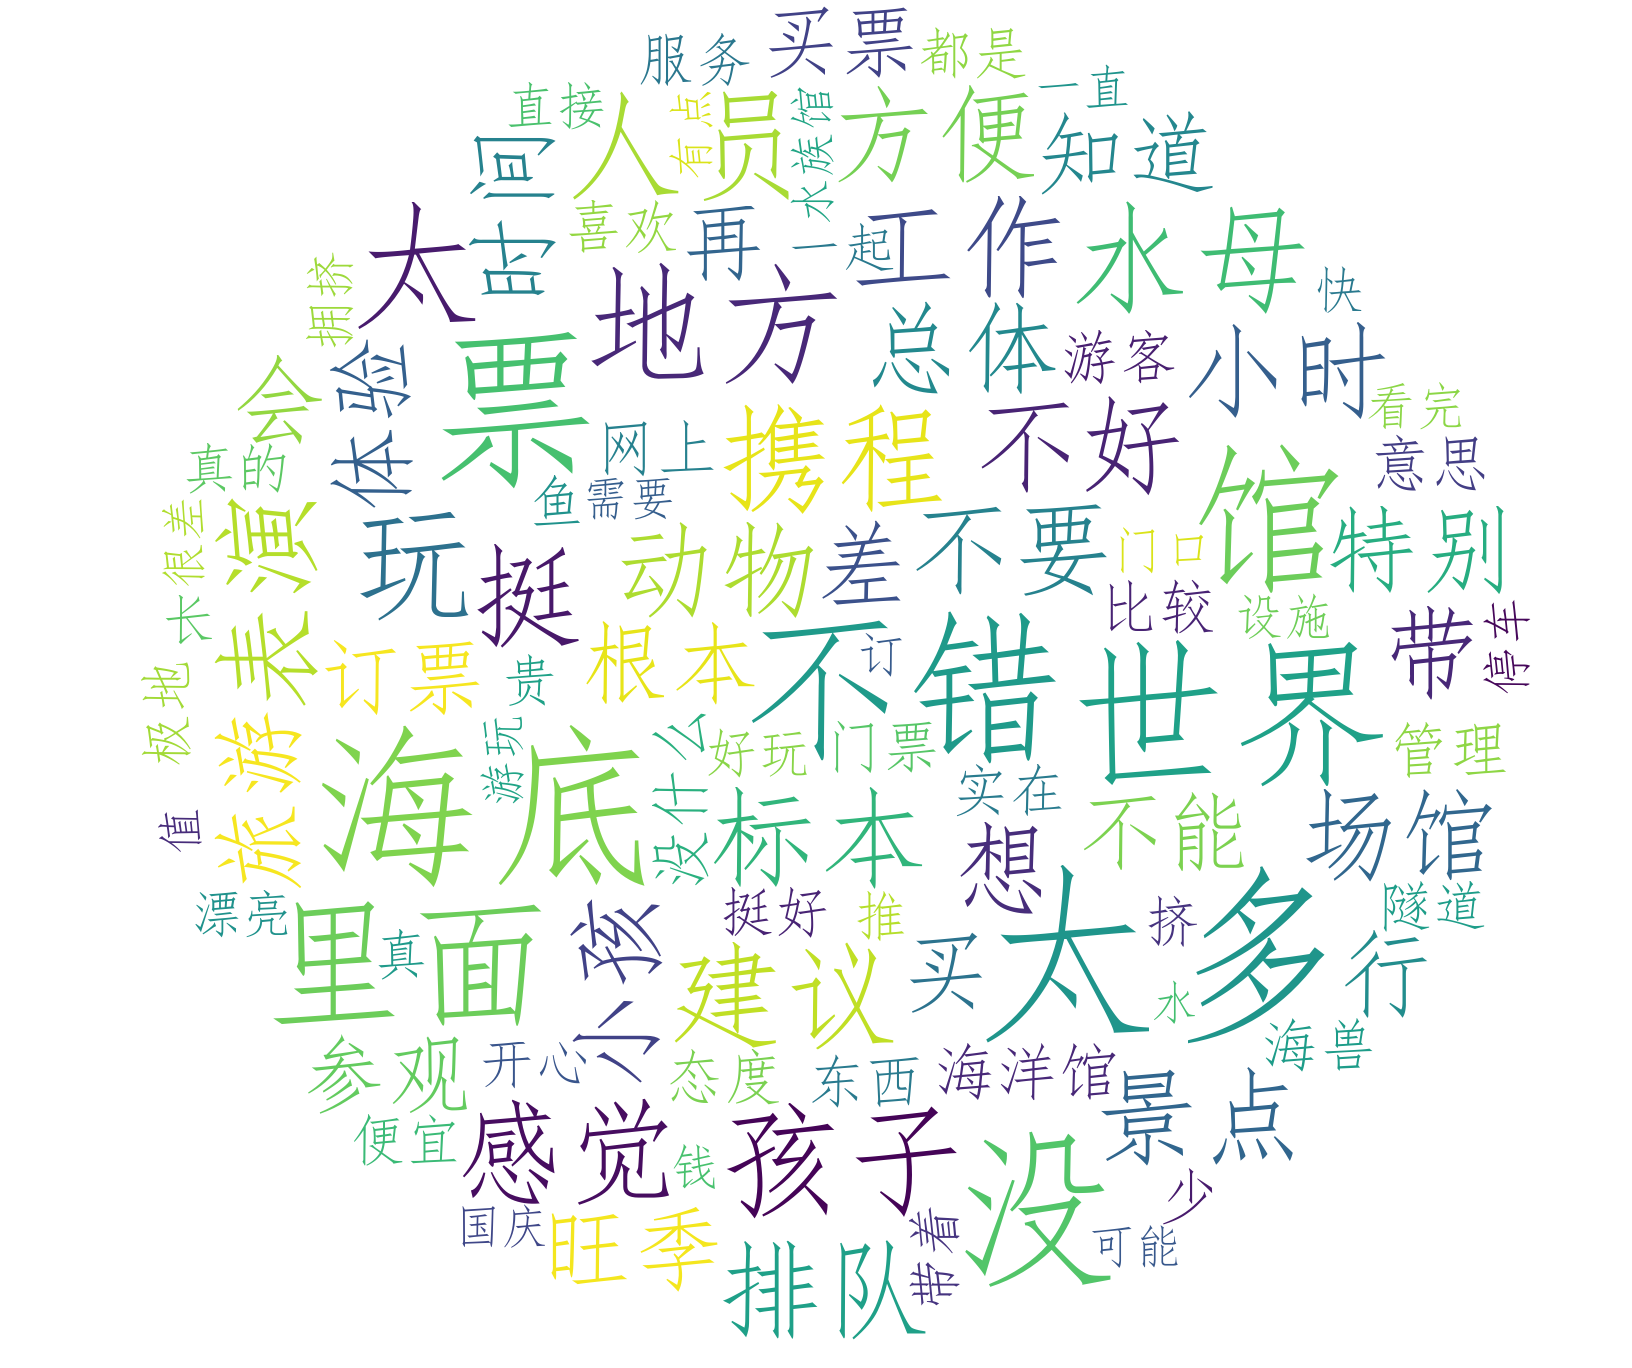 服务
买票
都是
直接
人员
有点
水族馆
方便
一直
知道
时间
喜欢
再
一起
工作
水母
太
地方
拥挤
快
票
总体
游客
小时
会
体验
携程
不好
看完
真的
网上
馆
意思
鱼
需要
很差
表演
玩
挺
动物
差
不要
门口
特别
长
比较
设施
带
停车
订票
贵
根本
不错
订
世界
极地
旅游
海底
游玩
没什么
好玩
门票
管理
值
标本
实在
不能
场馆
想
漂亮
里面
真
小孩
挺好
推
太多
挤
隧道
建议
买
水
行
参观
开心
态度
东西
海洋馆
海兽
便宜
感觉
钱
孩子
没
景点
少
国庆
旺季
排队
带着
可能